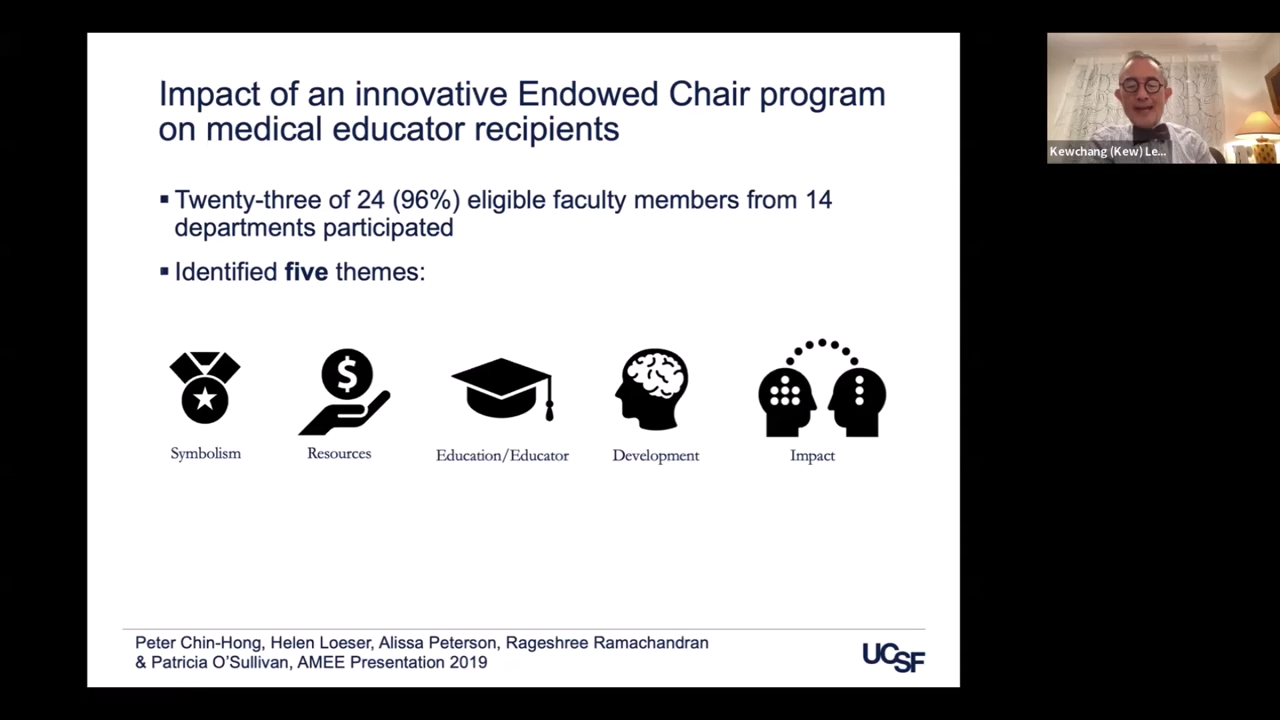 Impact of an innovative Endowed Chair program
on medical educator recipients
▪ Twenty-three of 24 (96%) eligible faculty members from 14
departments participated
▪ Identified five themes:
Symbolism
Resources
Education/Educator
Development
Impact
Peter Chin-Hong, Helen Loeser, Alissa Peterson, Rageshree Ramachandran
& Patricia O'Sullivan, AMEE Presentation 2019
UCSF
Kewchang (Kew) Le...